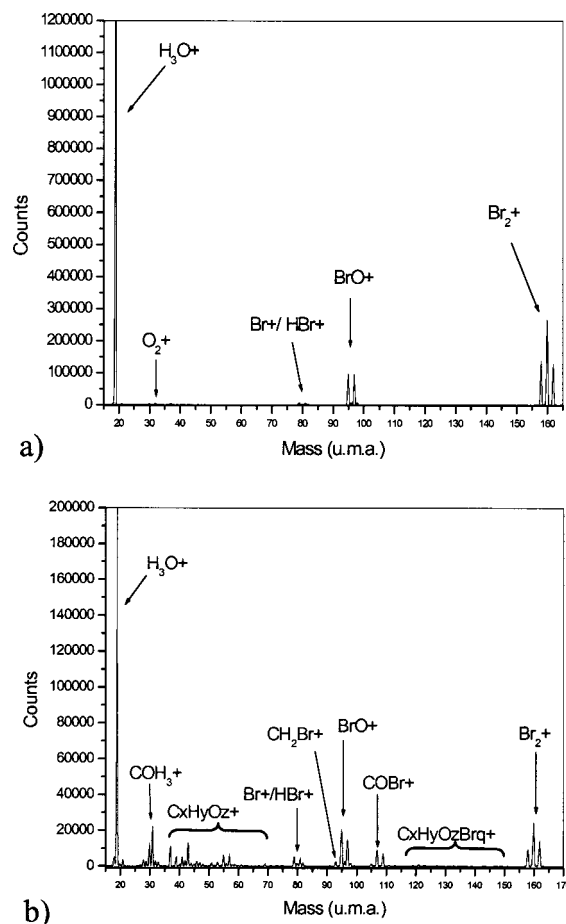 1200000
1100000
1000000
900000
800000
700000
600000
500000
400000
300000
200000
100000
0
Counts
H3O+
O2+
Br+/ HBr+
BrO+
Br2+
20 30 40 50 60 70 80 90 100 110 120 130 140 150 160
Mass (u.m.a.)
a)
200000
180000
160000
140000
120000
100000
80000
60000
40000
20000
0
Counts
H3O+
COH3+
CxHyOz+
Br+/HBr+
CH2Br+
BrO+
COBr+
CxHyOzBrq+
Br2+
20 30 40 50 60 70 80 90 100 110 120 130 140 150 160 170
Mass (u.m.a.)
b)